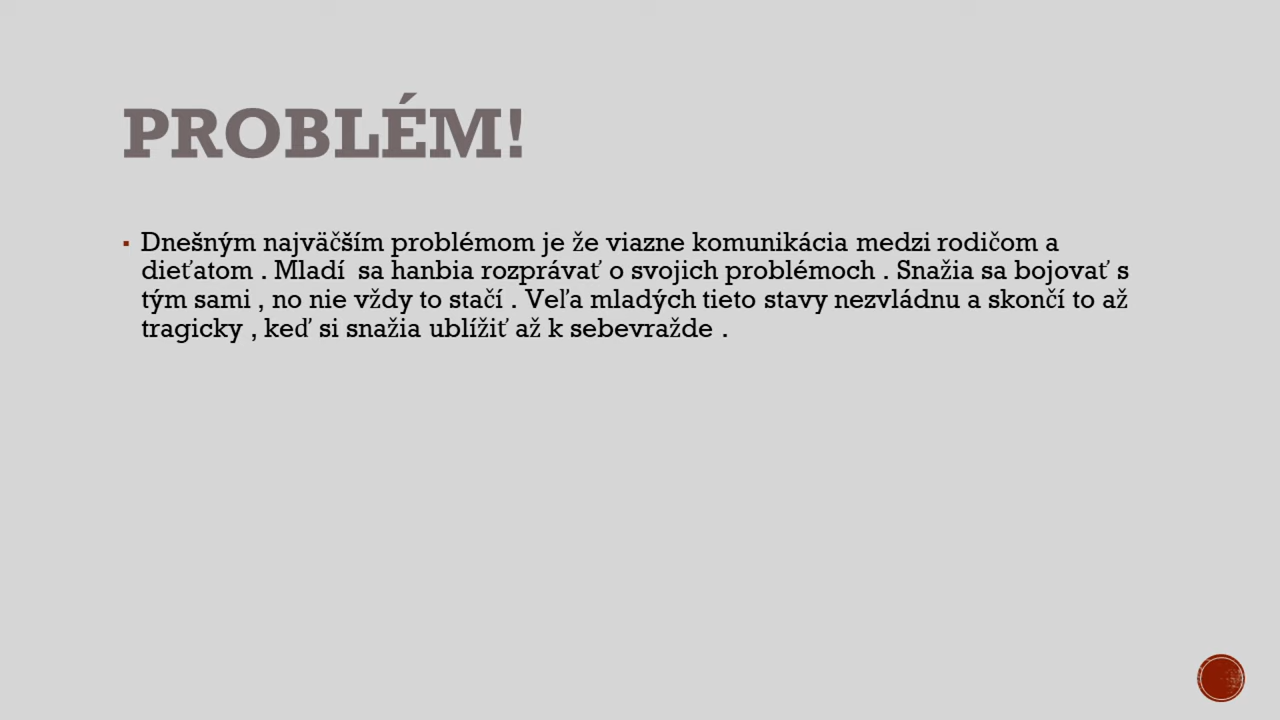 PROBLÉM!
▪ Dnešným najväčším problémom je že viazne komunikácia medzi rodičom a
dieťatom . Mladí  sa hanbia rozprávať o svojich problémoch . Snažia sa bojovať s
tým sami , no nie vždy to stačí . Veľa mladých tieto stavy nezvládnu a skončí to až
tragicky , keď si snažia ublížiť až k sebevražde .